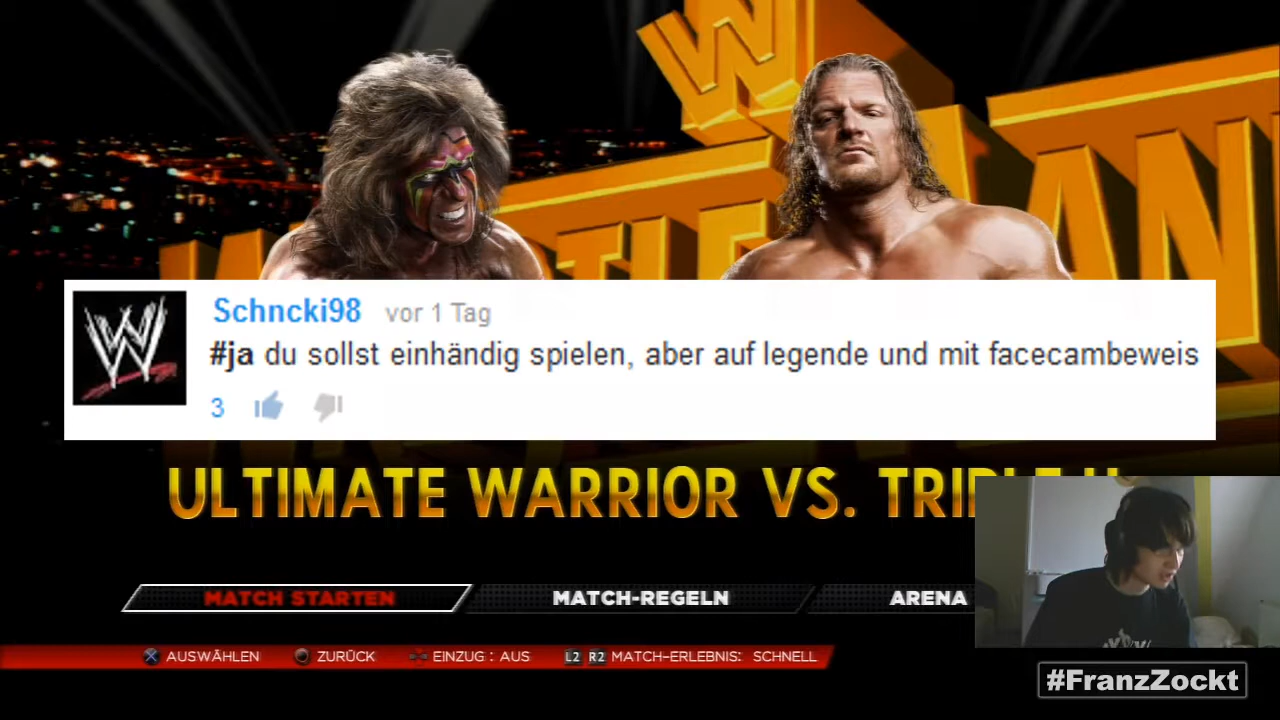 Schncki98 vor 1 Tag
#ja du sollst einhändig spielen, aber auf legende und mit facecambeweis
3
ULTIMATE WARRIOR VS.
MATCH STARTEN MATCH-REGELN ARENA
AUSWÄHLEN ZURÜCK EINZUG : AUS L2 R2 MATCH-ERLEBNIS: SCHNELL
#FranzZockt